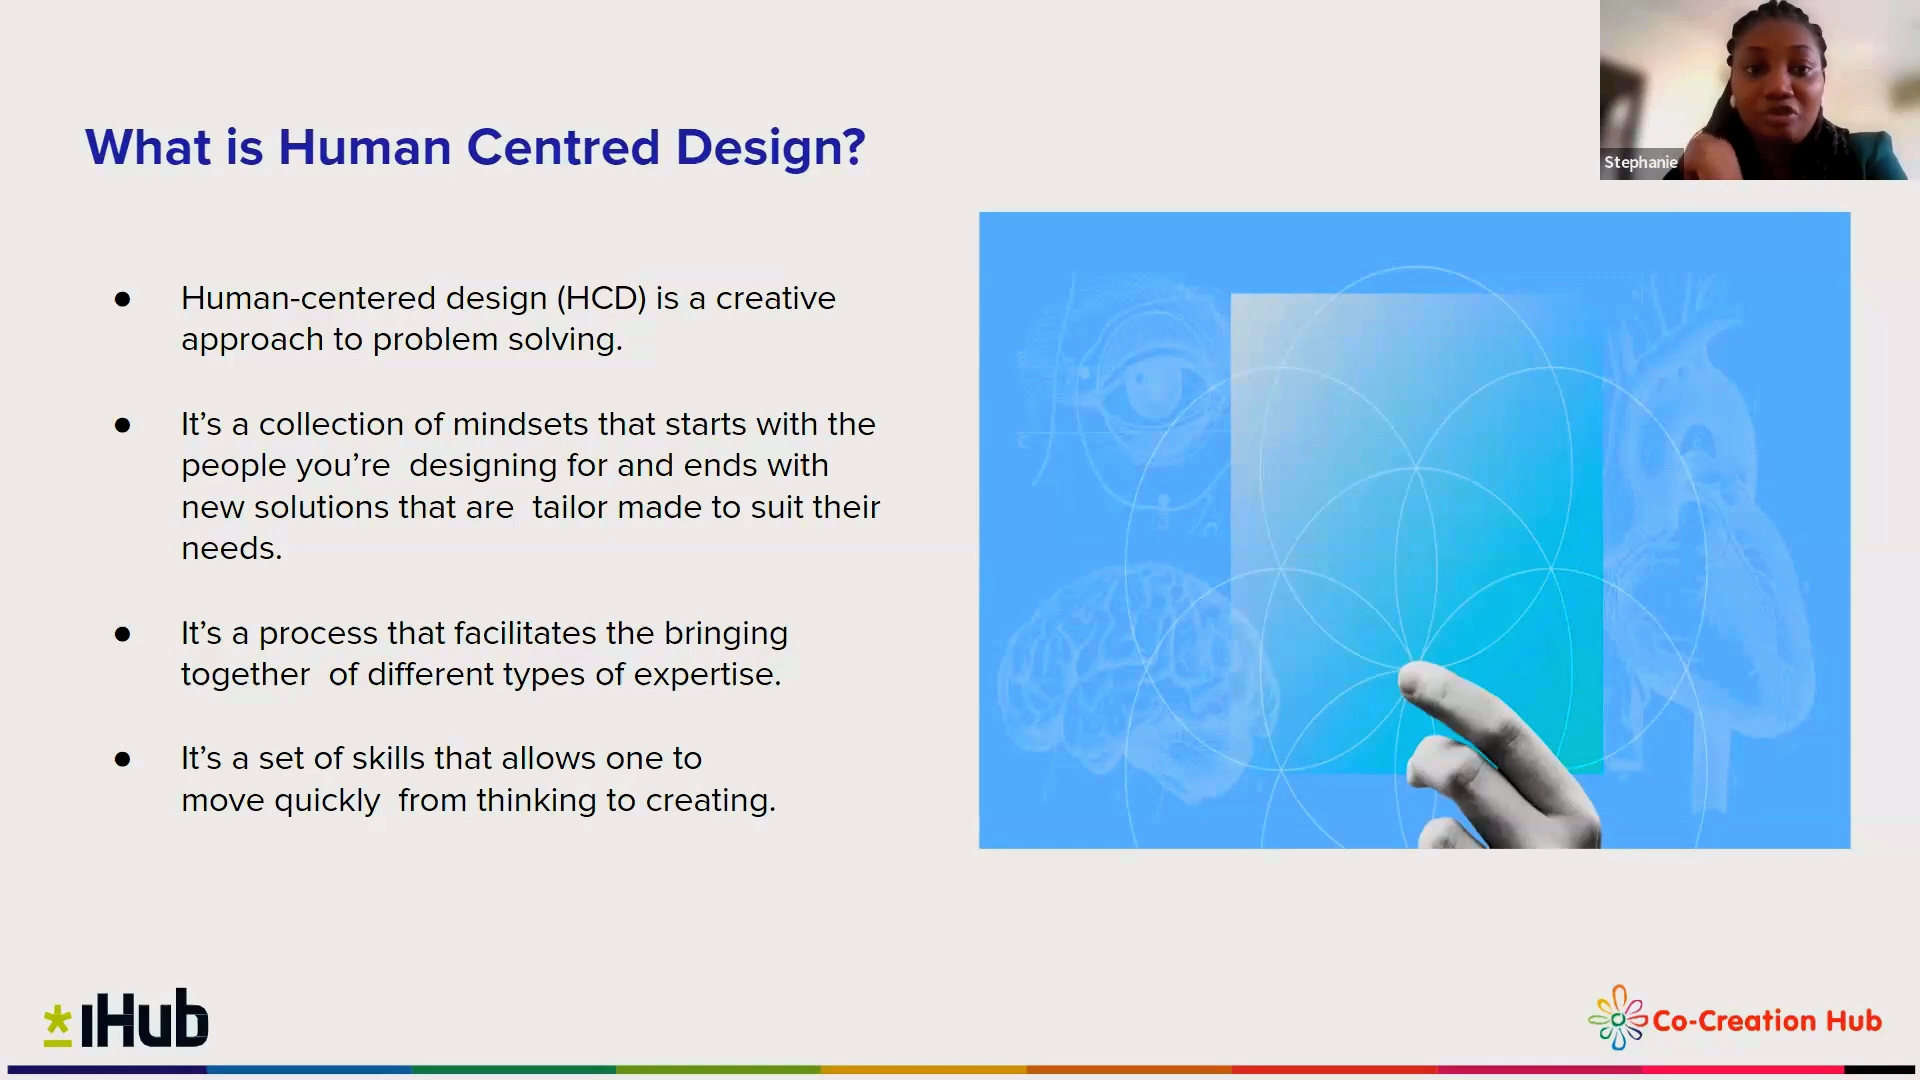 What is Human Centred Design?
Stephanie
● Human-centered design (HCD) is a creative
approach to problem solving.
● It’s a collection of mindsets that starts with the
people you’re  designing for and ends with
new solutions that are  tailor made to suit their
needs.
● It’s a process that facilitates the bringing
together  of different types of expertise.
● It’s a set of skills that allows one to
move quickly  from thinking to creating.
iHub
Co-Creation Hub